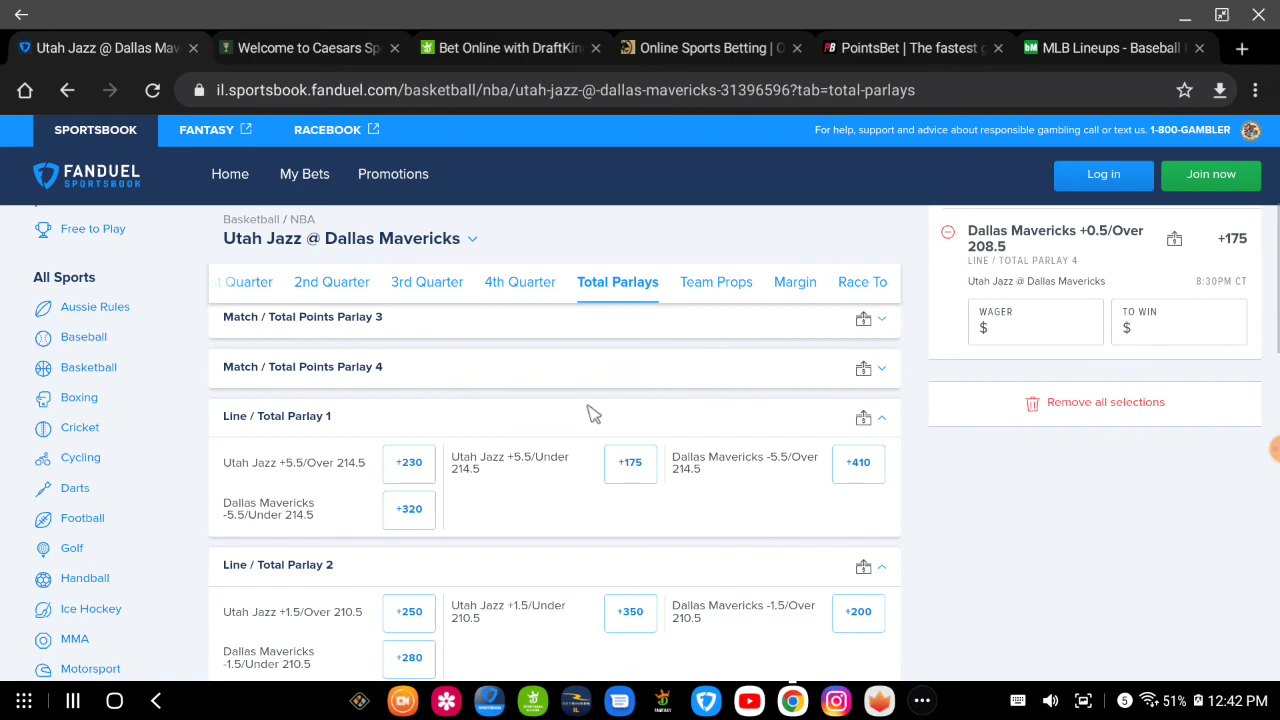 Utah Jazz @ Dallas Mav
Welcome to Caesars Sp
Bet Online with DraftKin
Online Sports Betting | O
PointsBet | The fastest g
MLB Lineups - Baseball
il.sportsbook.fanduel.com/basketball/nba/utah-jazz-@-dallas-mavericks-31396596?tab=total-parlays
SPORTSBOOK
FANTASY
RACEBOOK
For help, support and advice about responsible gambling call or text us. 1-800-GAMBLER
FANDUEL
SPORTSBOOK
Home
My Bets
Promotions
Log in
Join now
Free to Play
All Sports
Aussie Rules
Baseball
Basketball
Boxing
Cricket
Cycling
Darts
Football
Golf
Handball
Ice Hockey
MMA
Motorsport
Basketball / NBA
Utah Jazz @ Dallas Mavericks
st Quarter
2nd Quarter
3rd Quarter
4th Quarter
Total Parlays
Team Props
Margin
Race To
Match / Total Points Parlay 3
Match / Total Points Parlay 4
Line / Total Parlay 1
Utah Jazz +5.5/Over 214.5
+230
Utah Jazz +5.5/Under
214.5
+175
Dallas Mavericks -5.5/Over
214.5
+410
Dallas Mavericks
-5.5/Under 214.5
+320
Line / Total Parlay 2
Utah Jazz +1.5/Over 210.5
+250
Utah Jazz +1.5/Under
210.5
+350
Dallas Mavericks -1.5/Over
210.5
+200
Dallas Mavericks
-1.5/Under 210.5
+280
Dallas Mavericks +0.5/Over
208.5
+175
LINE / TOTAL PARLAY 4
Utah Jazz @ Dallas Mavericks
8:30PM CT
WAGER
$
TO WIN
$
Remove all selections
51%
12:42 PM